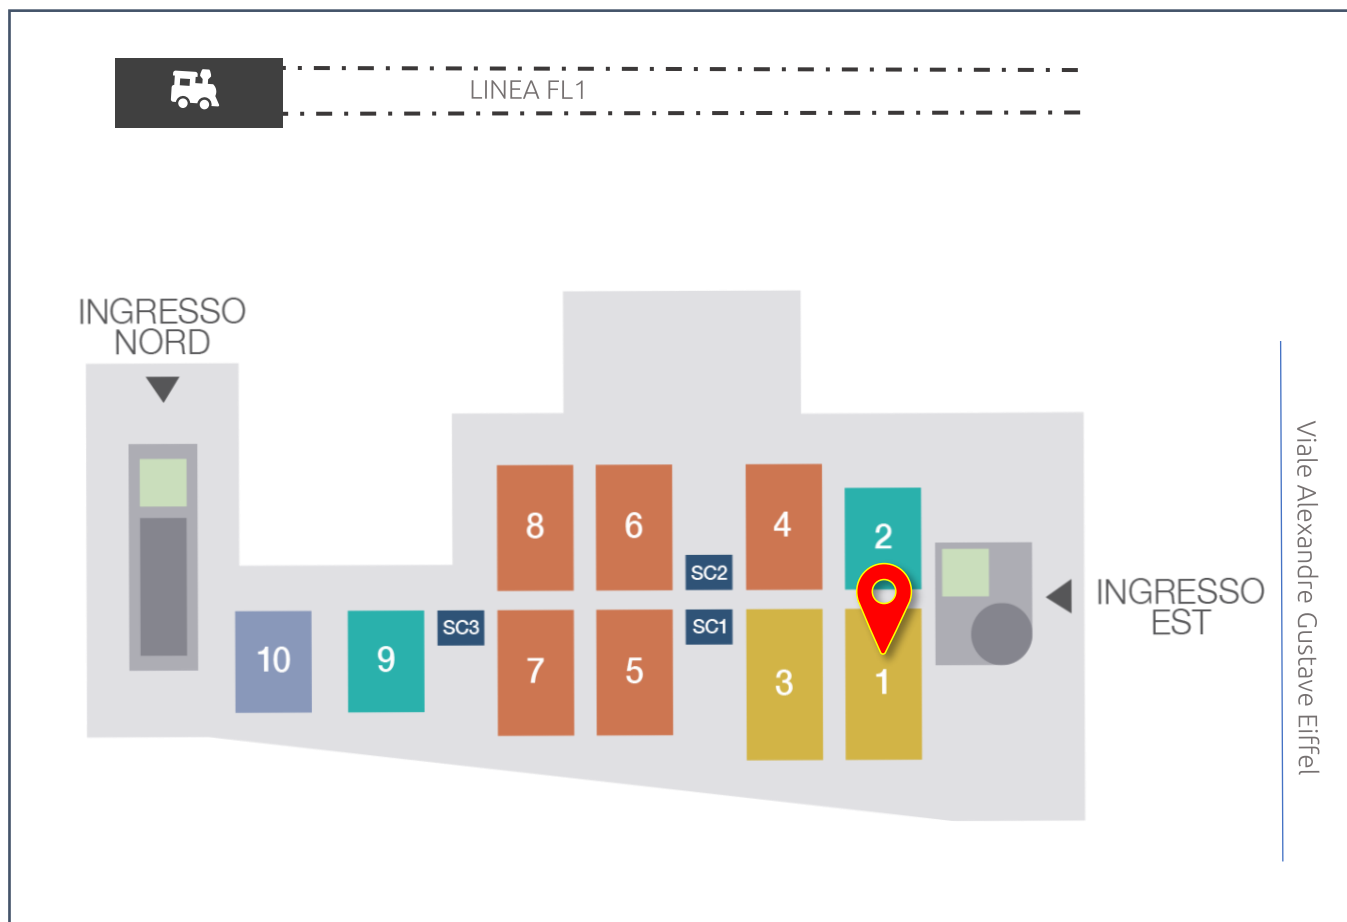 LINEA FL1
INGRESSO
NORD
8
6
4
2
SC2
INGRESSO
EST
Viale Alexandre Gustave Eiffel
10
9
SC3
7
5
SC1
3
1